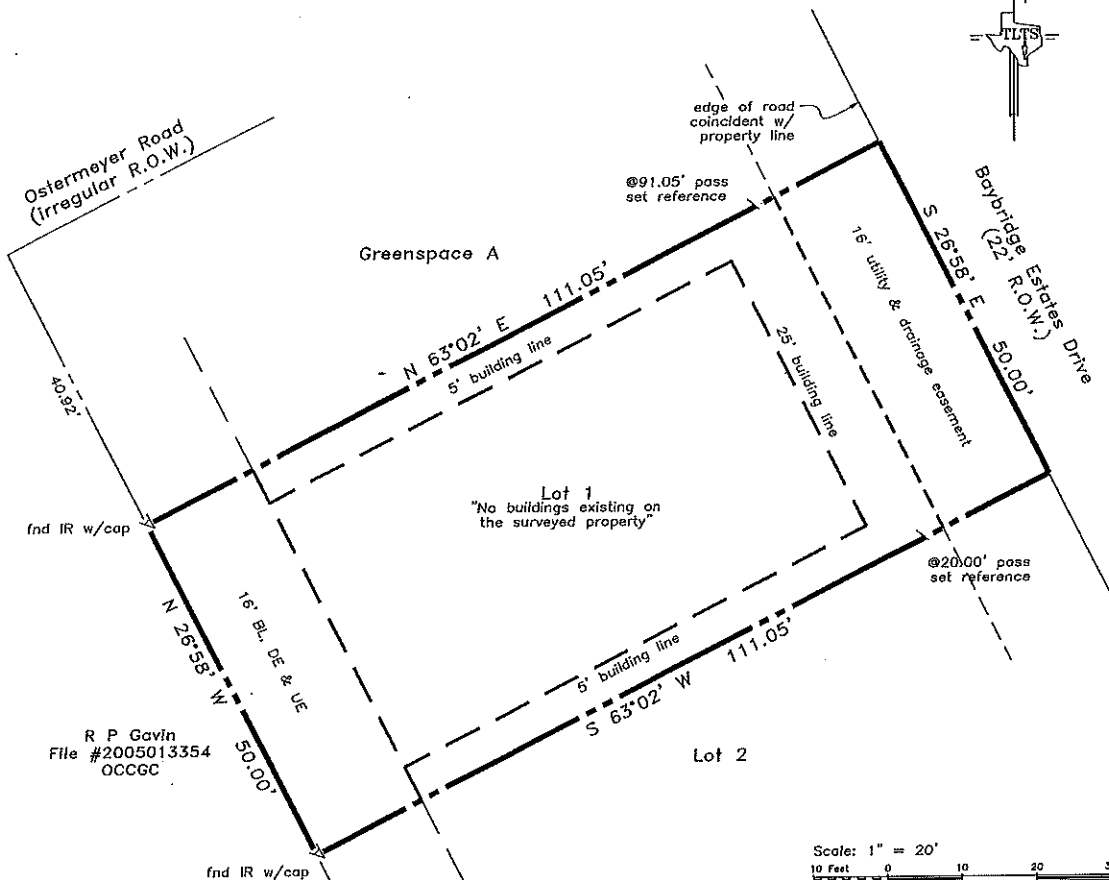 TLTS
edge of road
coincident w/
property line
Ostermeyer Road
(irregular R.O.W.)
@91.05' pass
set reference
Baybridge Estates Drive
(22' R.O.W.)
Greenspace A
S 26°58' E 50.00'
16' utility & drainage easement
N 63°02' E 111.05'
5' building line
25' building line
40.92'
Lot 1
"No buildings existing on
the surveyed property"
fnd IR w/cap
@20.00' pass
set reference
16' BL, DE & UE
N 26°58' W 50.00'
5' building line
S 63°02' W 111.05'
R P Gavin
File #2005013354
OCCGC
Lot 2
fnd IR w/cap
Scale: 1" = 20'
10 Feet 0 10 20